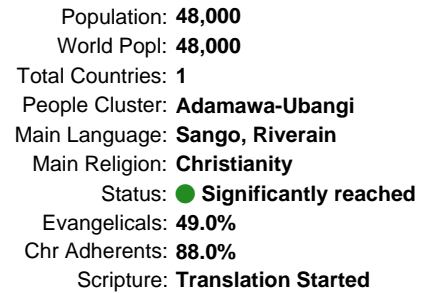 Population: 48,000
World Popl: 48,000
Total Countries: 1
People Cluster: Adamawa-Ubangi
Main Language: Sango, Riverain
Main Religion: Christianity
Status: Significantly reached
Evangelicals: 49.0%
Chr Adherents: 88.0%
Scripture: Translation Started